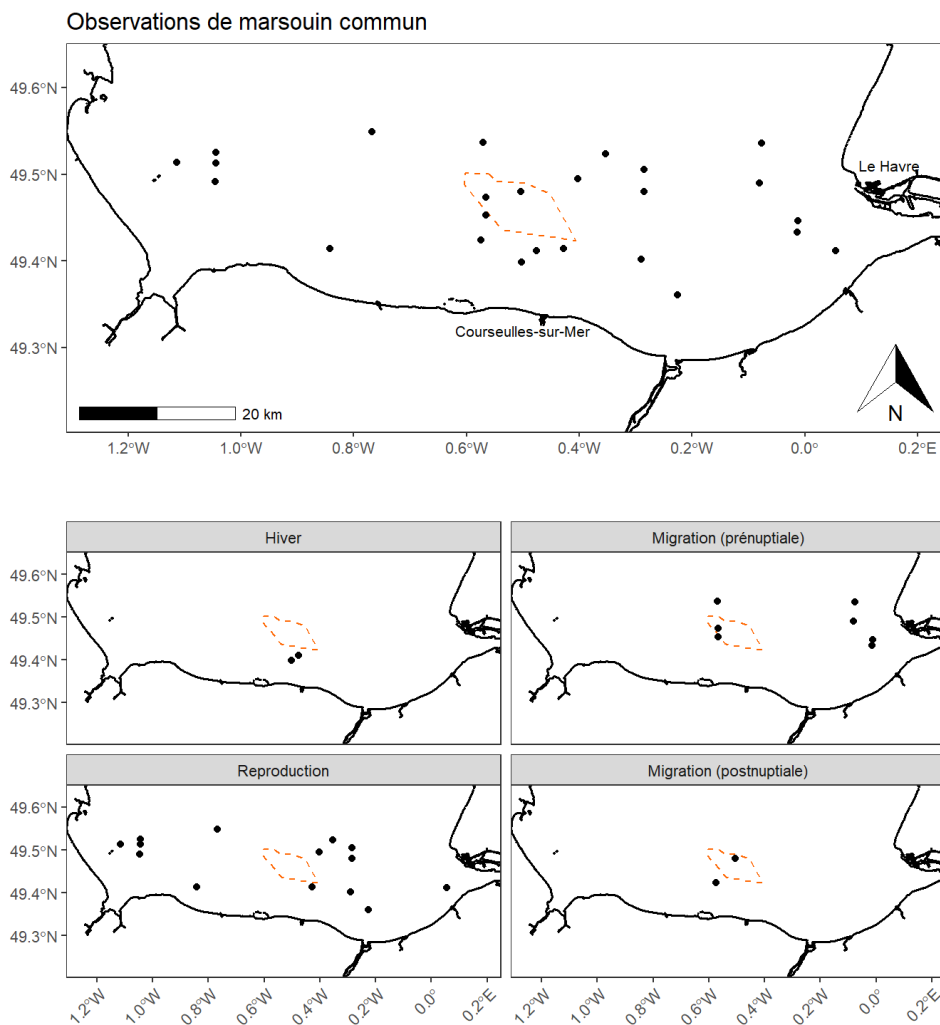 Observations de marsouin commun
49.6°N
49.5°N
49.4°N
49.3°N
Le Havre
Courseulles-sur-Mer
20 km
N
1.2°W 1.0°W 0.8°W 0.6°W 0.4°W 0.2°W 0.0° 0.2°E
Hiver Migration (prénuptiale)
49.6°N
49.5°N
49.4°N
49.3°N
Reproduction Migration (postnuptiale)
49.6°N
49.5°N
49.4°N
49.3°N
1.2°W 1.0°W 0.8°W 0.6°W 0.4°W 0.2°W 0.0° 0.2°E 1.2°W 1.0°W 0.8°W 0.6°W 0.4°W 0.2°W 0.0° 0.2°E